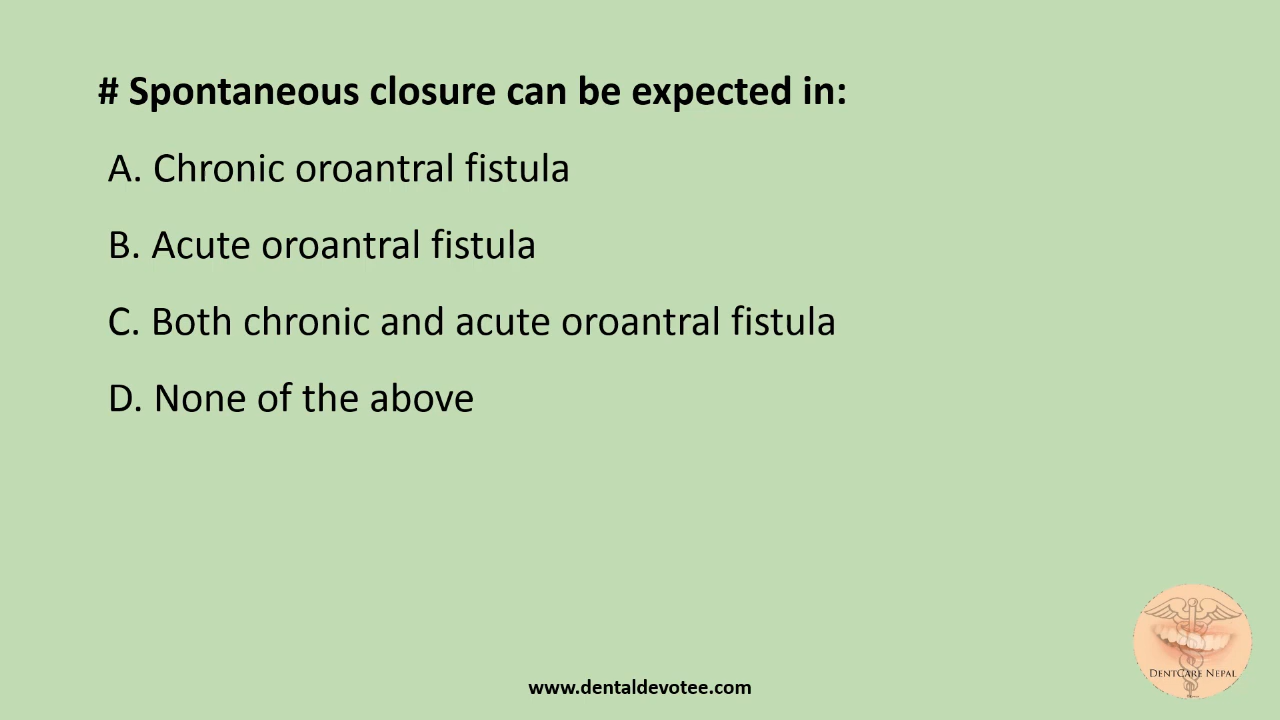 # Spontaneous closure can be expected in:
A. Chronic oroantral fistula
B. Acute oroantral fistula
C. Both chronic and acute oroantral fistula
D. None of the above
DentCare Nepal
www.dentaldevotee.com